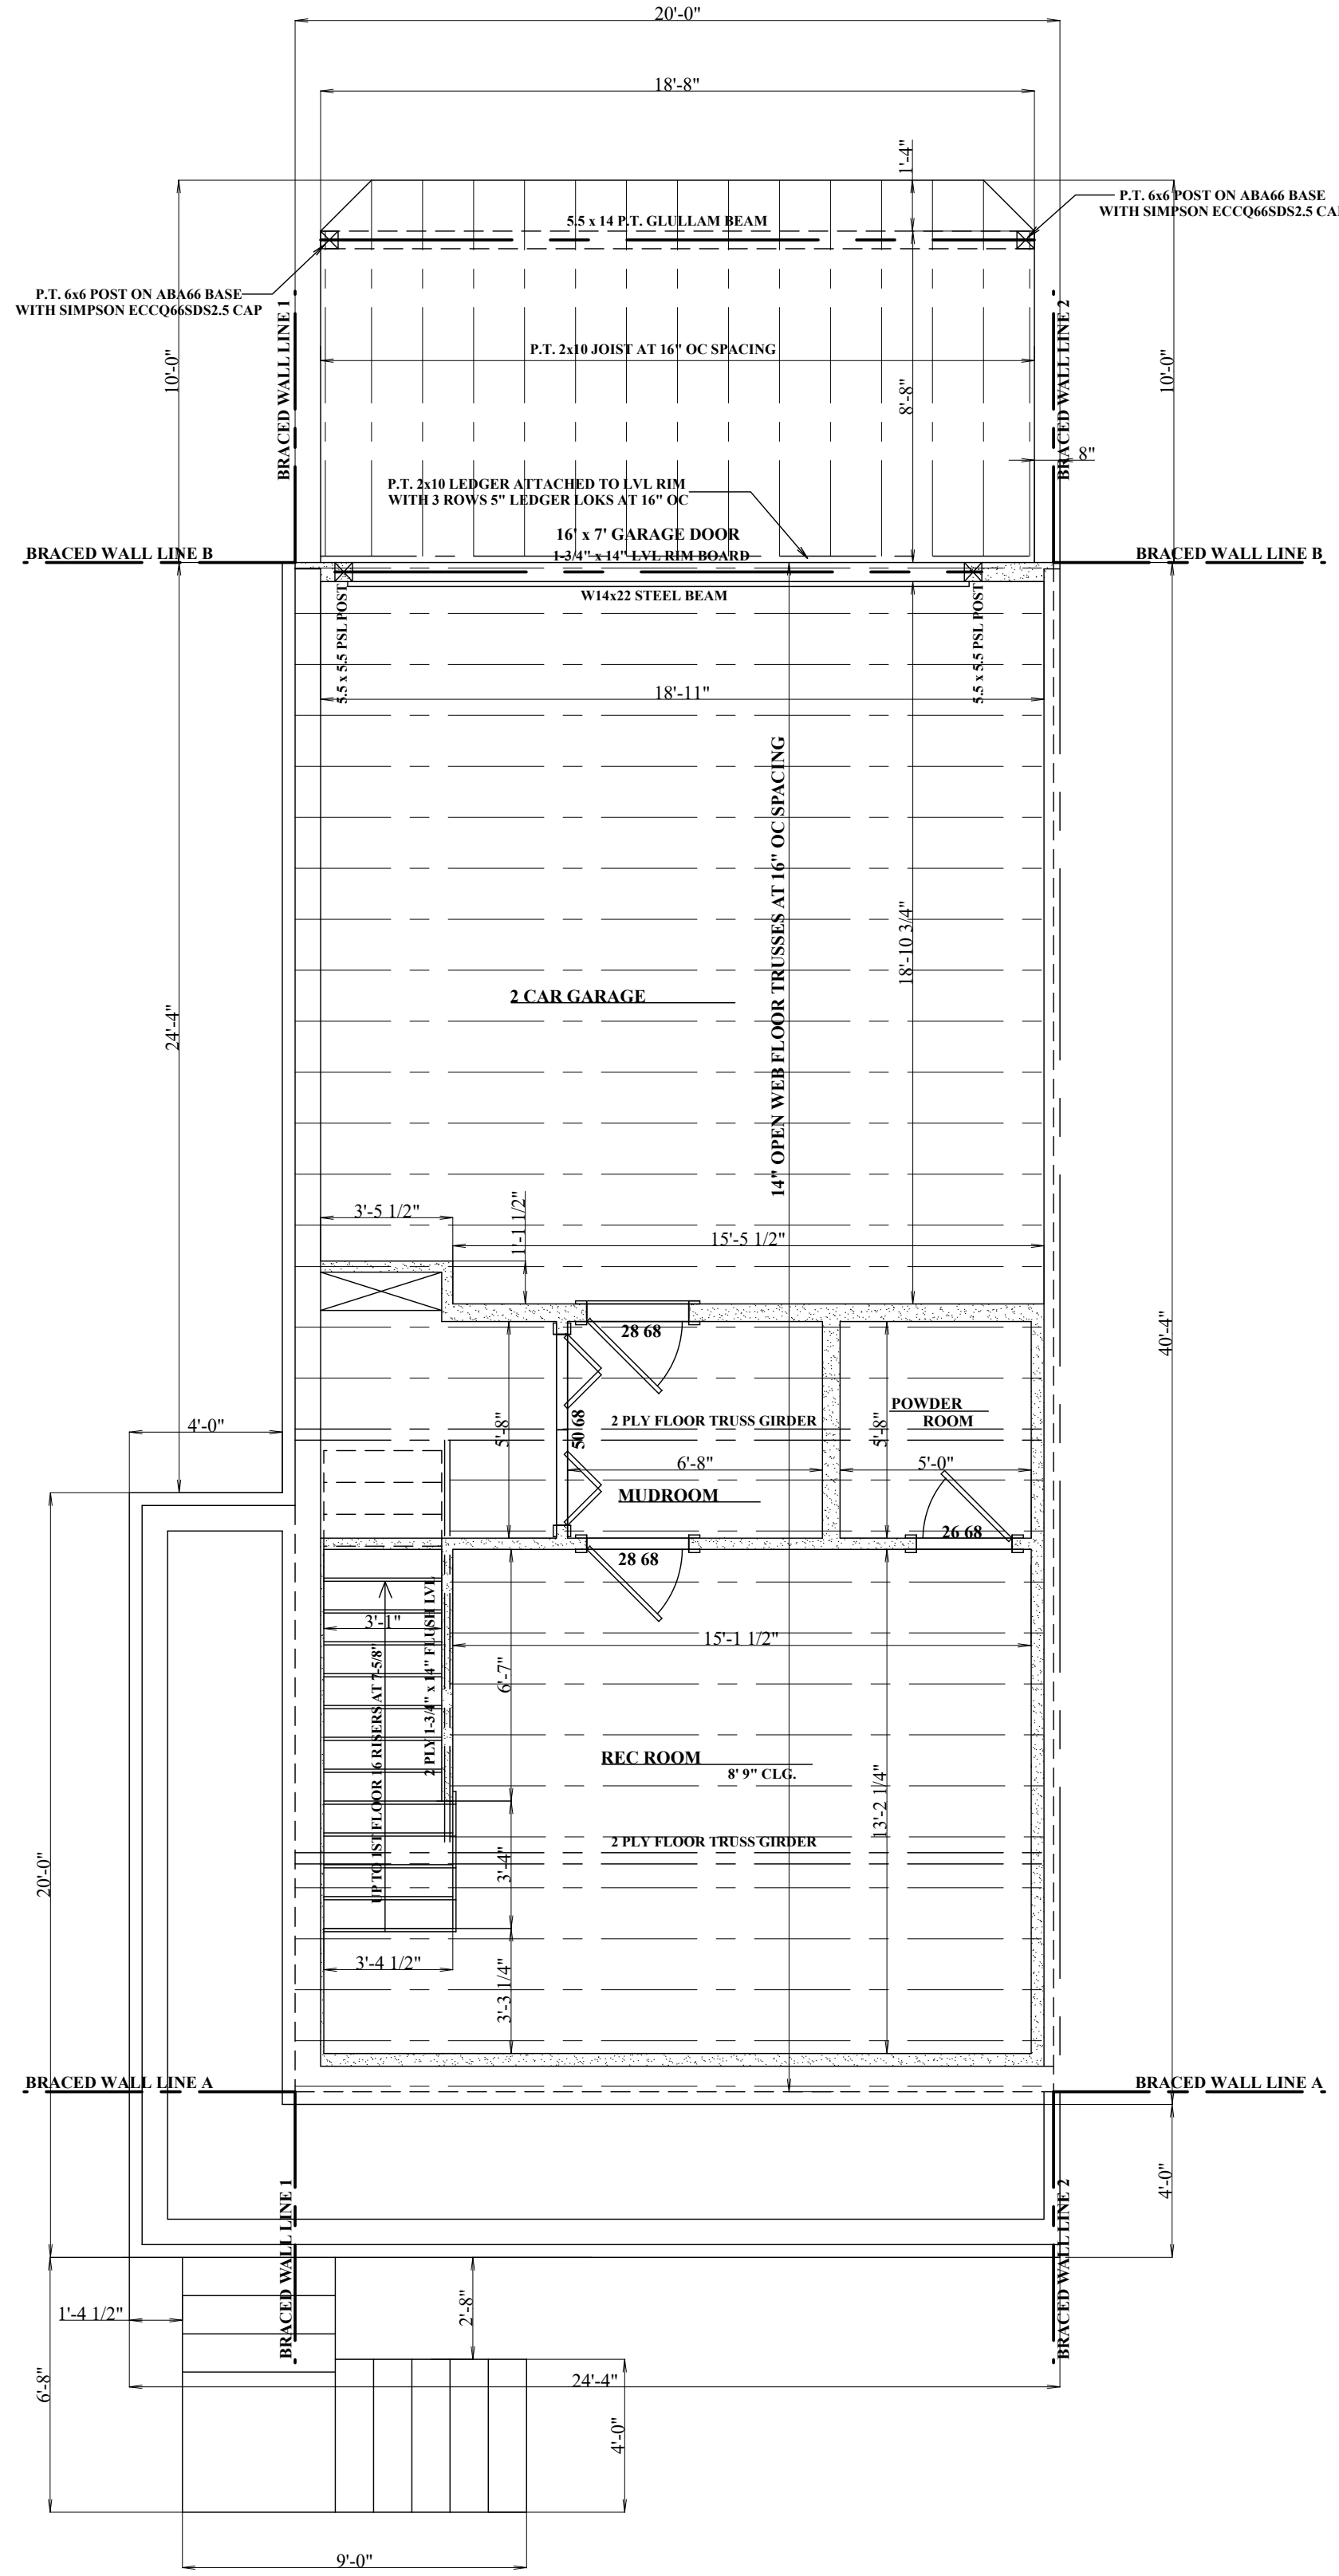 20'-0"
18'-8"
1'-4"
P.T. 6x6 POST ON ABA66 BASE
WITH SIMPSON ECCQ66SDS2.5
5.5 x 14 P.T. GLULLAM BEAM
P.T. 6x6 POST ON ABA66 BASE
WITH SIMPSON ECCQ66SDS2.5 CAP
BRACED WALL LINE 1
BRACED WALL LINE 2
P.T. 2x10 JOIST AT 16" OC SPACING
10'-0"
10'-0"
8'-8"
8"
P.T. 2x10 LEDGER ATTACHED TO LVL RIM
WITH 3 ROWS 5" LEDGER LOKS AT 16" OC
16' x 7' GARAGE DOOR
1-3/4" x 14" LVL RIM BOARD
BRACED WALL LINE B
BRACED WALL LINE B
W14x22 STEEL BEAM
5.5 x 5.5 PSL POST
5.5 x 5.5 PSL POST
18'-11"
14" OPEN WEB FLOOR TRUSSES AT 16" OC SPACING
18'-10 3/4"
2 CAR GARAGE
24'-4"
3'-5 1/2"
1'-1 1/2"
15'-5 1/2"
40'-4"
28 68
4'-0"
5'-8"
50 68
2 PLY FLOOR TRUSS GIRDER
5'-8"
POWDER
ROOM
6'-8"
5'-0"
MUDROOM
26 68
28 68
3'-1"
UP TO 1ST FLOOR 16 RISERS AT 7-5/8"
2 PLY 1-3/4" x 14" FLUSH LVL
15'-1 1/2"
6'-7"
REC ROOM
8' 9" CLG.
13'-2 1/4"
2 PLY FLOOR TRUSS GIRDER
3'-4"
20'-0"
3'-4 1/2"
3'-3 1/4"
BRACED WALL LINE A
BRACED WALL LINE A
4'-0"
BRACED WALL LINE 1
BRACED WALL LINE 2
1'-4 1/2"
2'-8"
6'-8"
24'-4"
4'-0"
9'-0"